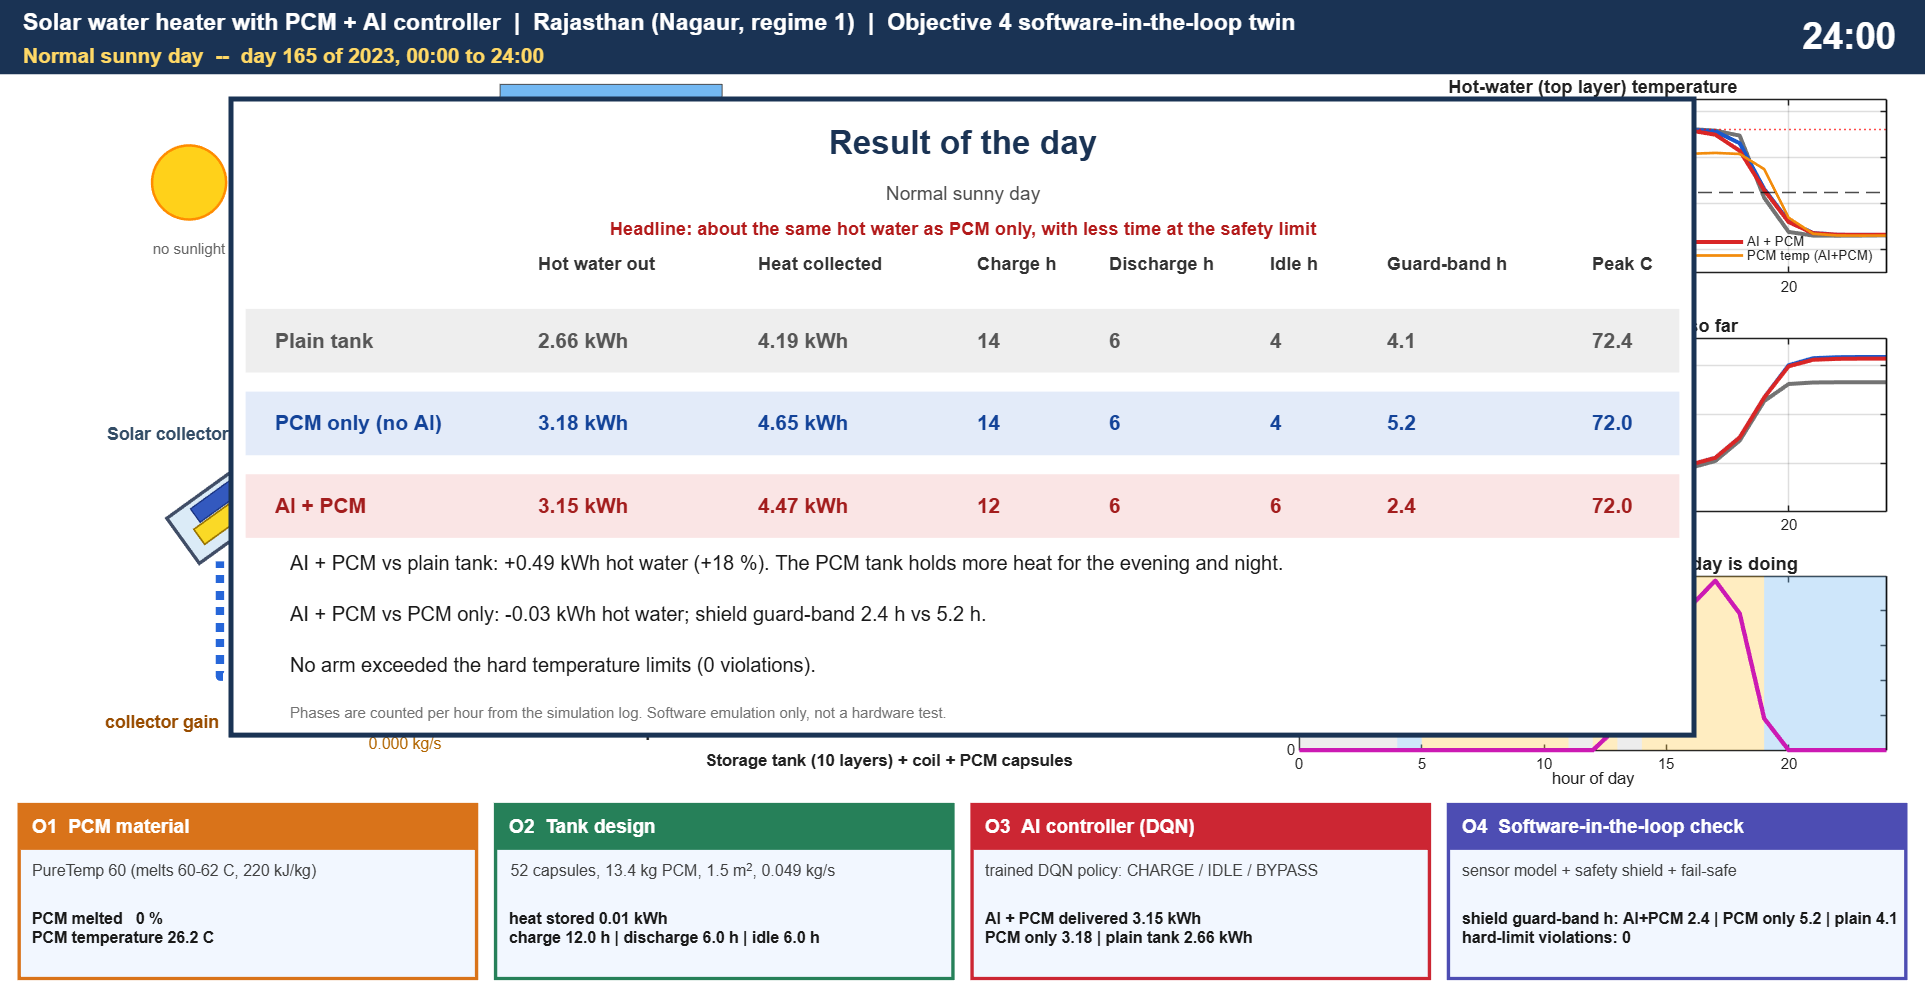 Solar water heater with PCM + AI controller | Rajasthan (Nagaur, regime 1) | Objective 4 software-in-the-loop twin
Normal sunny day -- day 165 of 2023, 00:00 to 24:00
24:00
no sunlight
Solar collector
collector gain
0.000 kg/s
Storage tank (10 layers) + coil + PCM capsules
Result of the day
Normal sunny day
Headline: about the same hot water as PCM only, with less time at the safety limit
Hot water out Heat collected Charge h Discharge h Idle h Guard-band h Peak C
Plain tank 2.66 kWh 4.19 kWh 14 6 4 4.1 72.4
PCM only (no AI) 3.18 kWh 4.65 kWh 14 6 4 5.2 72.0
AI + PCM 3.15 kWh 4.47 kWh 12 6 6 2.4 72.0
AI + PCM vs plain tank: +0.49 kWh hot water (+18 %). The PCM tank holds more heat for the evening and night.
AI + PCM vs PCM only: -0.03 kWh hot water; shield guard-band 2.4 h vs 5.2 h.
No arm exceeded the hard temperature limits (0 violations).
Phases are counted per hour from the simulation log. Software emulation only, not a hardware test.
Hot-water (top layer) temperature
AI + PCM
PCM temp (AI+PCM)
20
so far
20
day is doing
0
0 5 10 15 20
hour of day
O1 PCM material
PureTemp 60 (melts 60-62 C, 220 kJ/kg)
PCM melted 0 %
PCM temperature 26.2 C
O2 Tank design
52 capsules, 13.4 kg PCM, 1.5 m², 0.049 kg/s
heat stored 0.01 kWh
charge 12.0 h | discharge 6.0 h | idle 6.0 h
O3 AI controller (DQN)
trained DQN policy: CHARGE / IDLE / BYPASS
AI + PCM delivered 3.15 kWh
PCM only 3.18 | plain tank 2.66 kWh
O4 Software-in-the-loop check
sensor model + safety shield + fail-safe
shield guard-band h: AI+PCM 2.4 | PCM only 5.2 | plain 4.1
hard-limit violations: 0